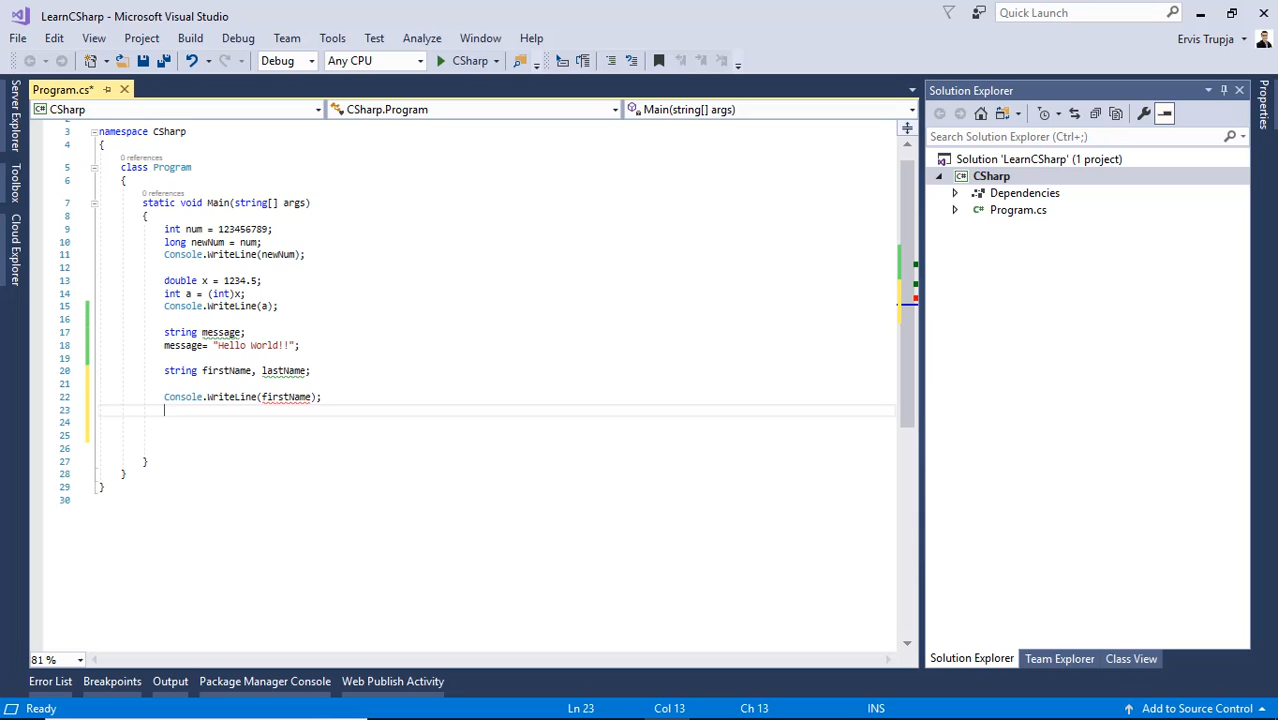 LearnCSharp - Microsoft Visual Studio
Quick Launch
File Edit View Project Build Debug Team Tools Test Analyze Window Help
Ervis Trupja
Debug Any CPU CSharp
Server Explorer
Toolbox
Cloud Explorer
Program.cs*
CSharp CSharp.Program Main(string[] args)
3 namespace CSharp
4 {
0 references
5 class Program
6 {
0 references
7 static void Main(string[] args)
8 {
9 int num = 123456789;
10 long newNum = num;
11 Console.WriteLine(newNum);
12
13 double x = 1234.5;
14 int a = (int)x;
15 Console.WriteLine(a);
16
17 string message;
18 message= "Hello World!!";
19
20 string firstName, lastName;
21
22 Console.WriteLine(firstName);
23
24
25
26
27 }
28 }
29 }
30
81 %
Solution Explorer
Search Solution Explorer (Ctrl+;)
Solution 'LearnCSharp' (1 project)
CSharp
Dependencies
Program.cs
Solution Explorer Team Explorer Class View
Properties
Error List Breakpoints Output Package Manager Console Web Publish Activity
Ready Ln 23 Col 13 Ch 13 INS Add to Source Control